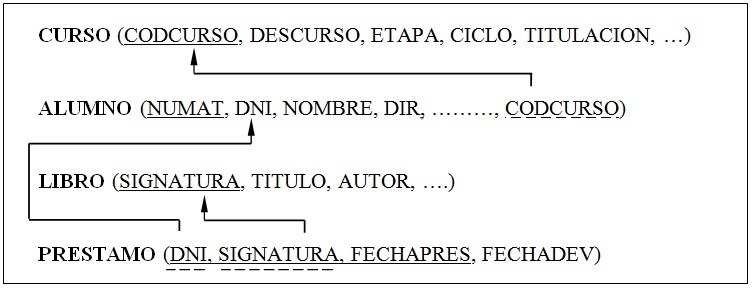 CURSO (CODCURSO, DESCURSO, ETAPA, CICLO, TITULACION, …)
ALUMNO (NUMAT, DNI, NOMBRE, DIR, ………, CODCURSO)
LIBRO (SIGNATURA, TITULO, AUTOR, ….)
PRESTAMO (DNI, SIGNATURA, FECHAPRES, FECHADEV)